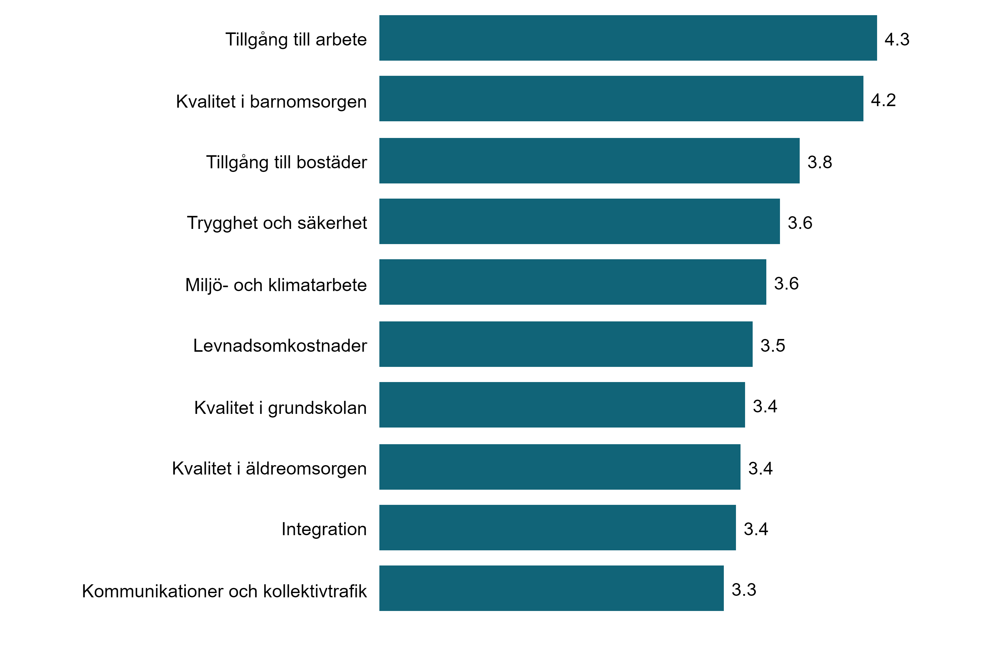 Tillgång till arbete 4.3
Kvalitet i barnomsorgen 4.2
Tillgång till bostäder 3.8
Trygghet och säkerhet 3.6
Miljö- och klimatarbete 3.6
Levnadsomkostnader 3.5
Kvalitet i grundskolan 3.4
Kvalitet i äldreomsorgen 3.4
Integration 3.4
Kommunikationer och kollektivtrafik 3.3